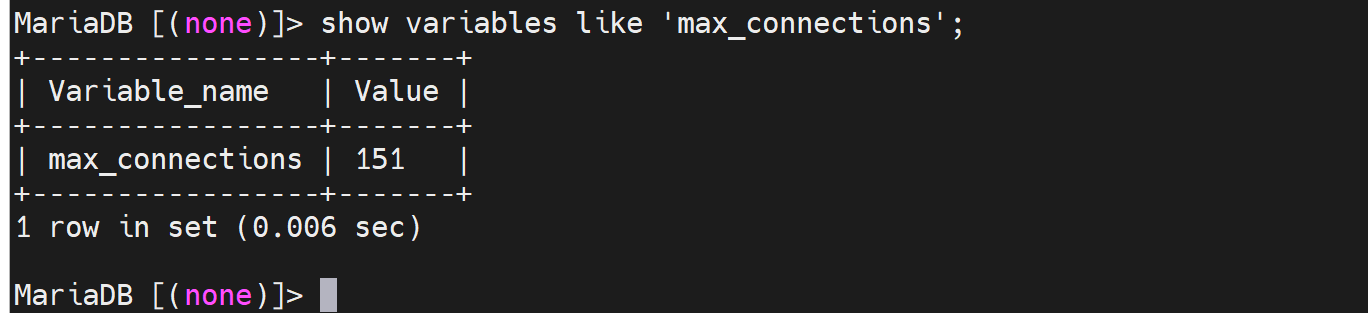 MariaDB [(none)]> show variables like 'max_connections';
+-----------------+-------+
| Variable_name   | Value |
+-----------------+-------+
| max_connections | 151   |
+-----------------+-------+
1 row in set (0.006 sec)
MariaDB [(none)]>